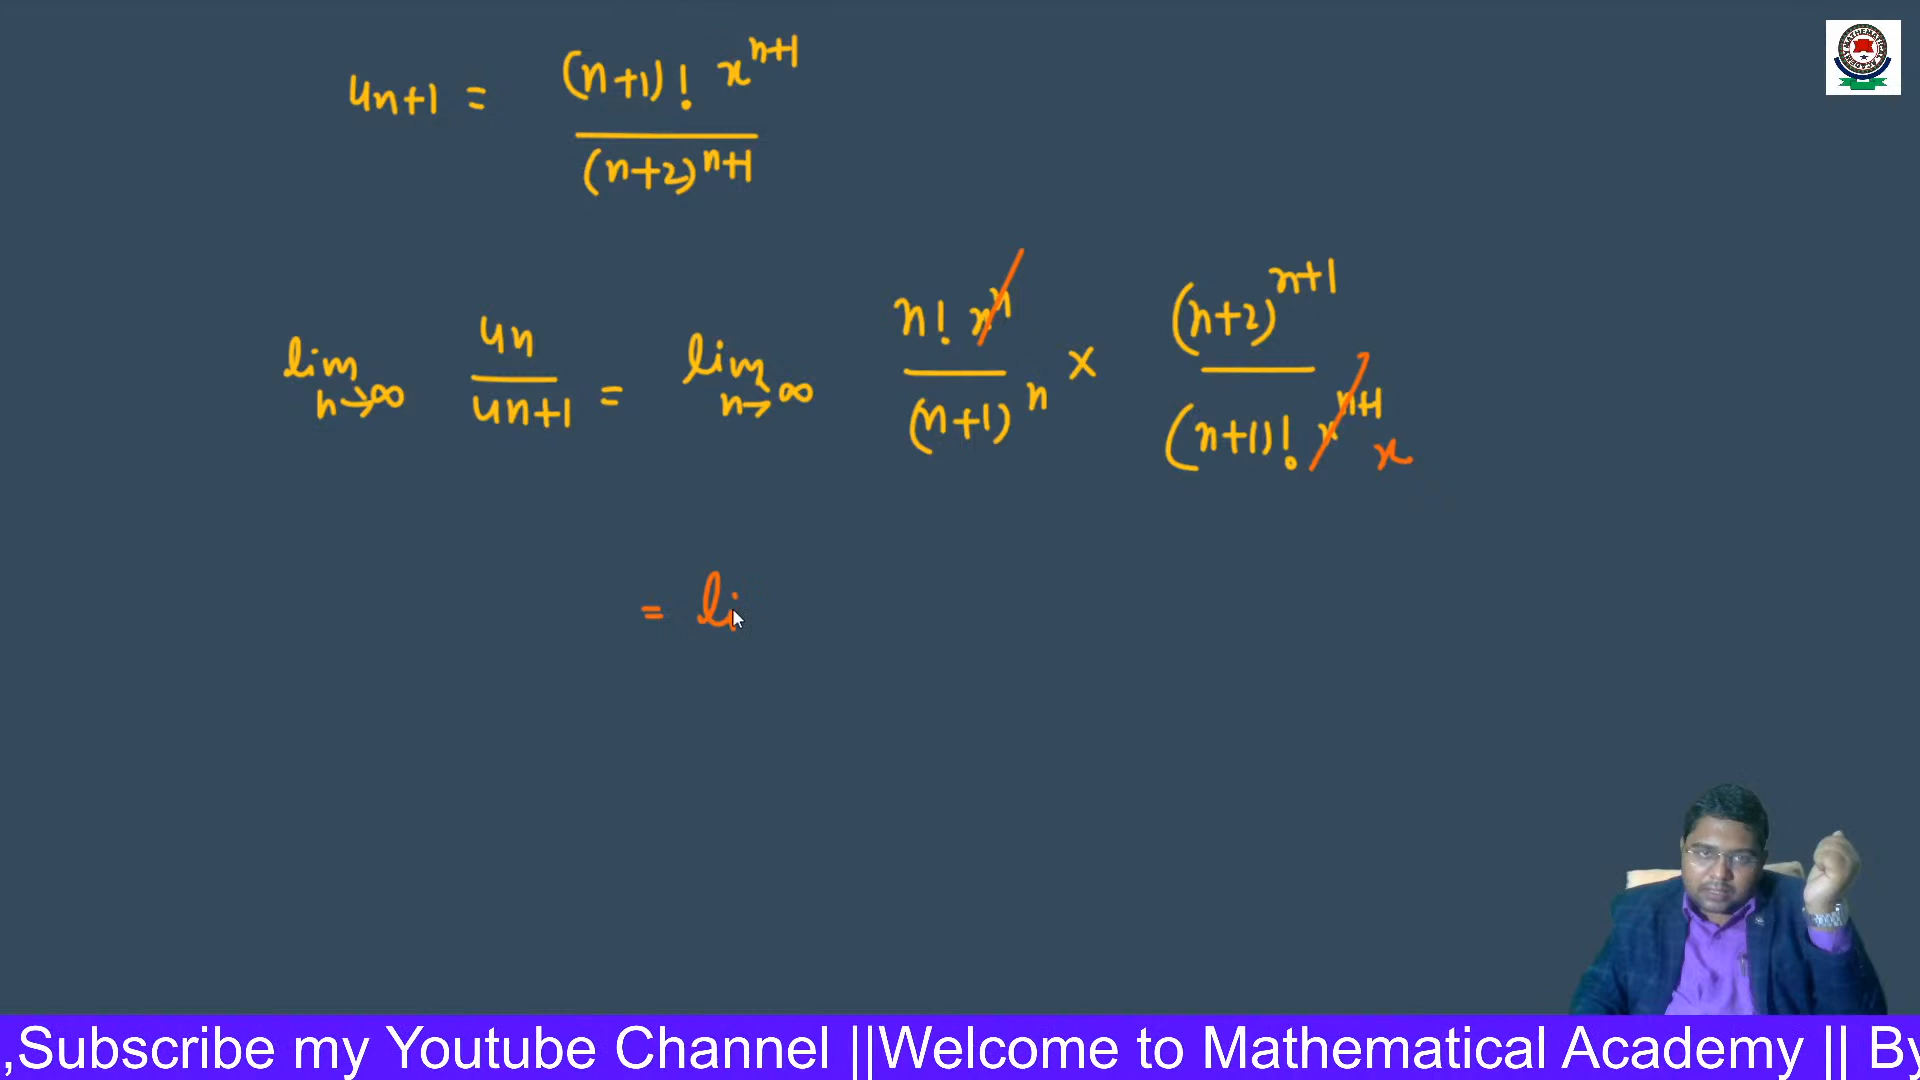 un+1 = (n+1)! x^n+1 / (n+2)^n+1
lim n→∞ un / un+1 = lim n→∞ n! x^n / (n+1)^n × (n+2)^n+1 / (n+1)! x^n+1 x
= li
,Subscribe my Youtube Channel ||Welcome to Mathematical Academy || By